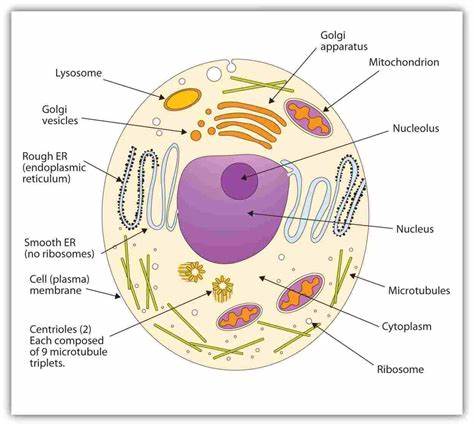 Golgi
apparatus
Mitochondrion
Lysosome
Golgi
vesicles
Nucleolus
Rough ER
(endoplasmic
reticulum)
Nucleus
Smooth ER
(no ribosomes)
Cell (plasma)
membrane
Microtubules
Cytoplasm
Centrioles (2)
Each composed
of 9 microtubule
triplets.
Ribosome